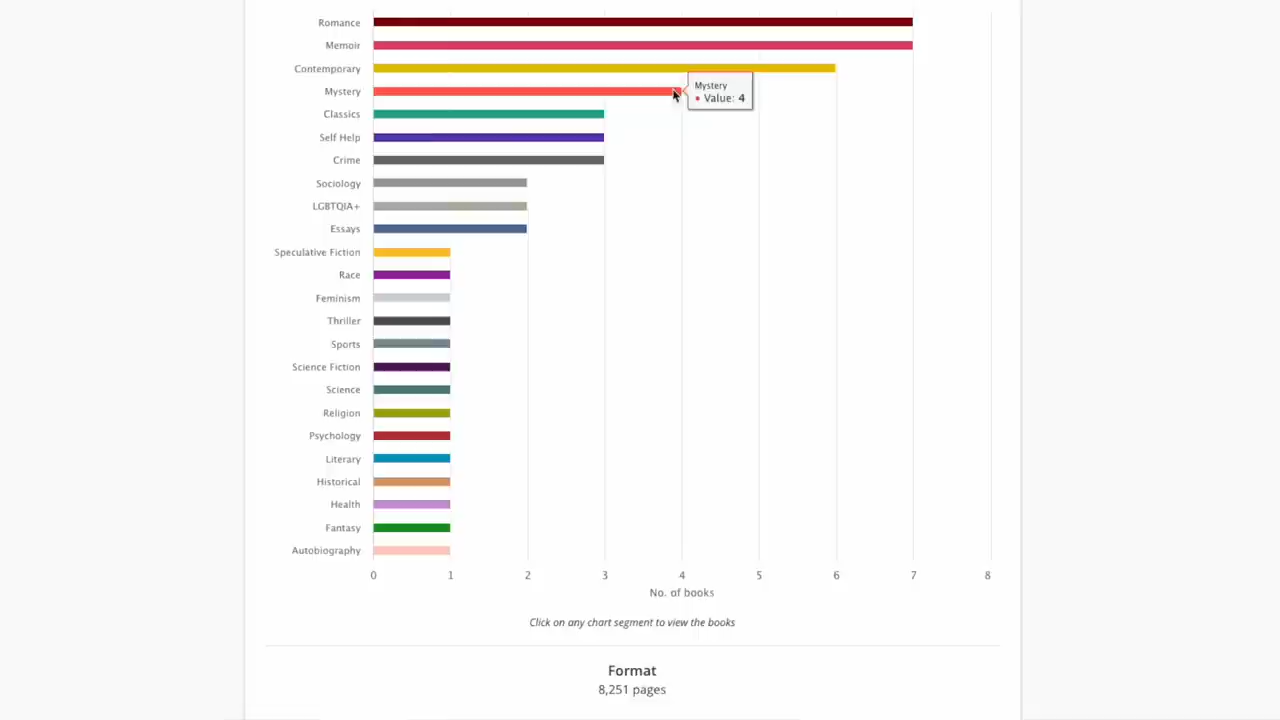 Romance
Memoir
Contemporary
Mystery
Mystery
• Value: 4
Classics
Self Help
Crime
Sociology
LGBTQIA+
Essays
Speculative Fiction
Race
Feminism
Thriller
Sports
Science Fiction
Science
Religion
Psychology
Literary
Historical
Health
Fantasy
Autobiography
0 1 2 3 4 5 6 7 8
No. of books
Click on any chart segment to view the books
Format
8,251 pages